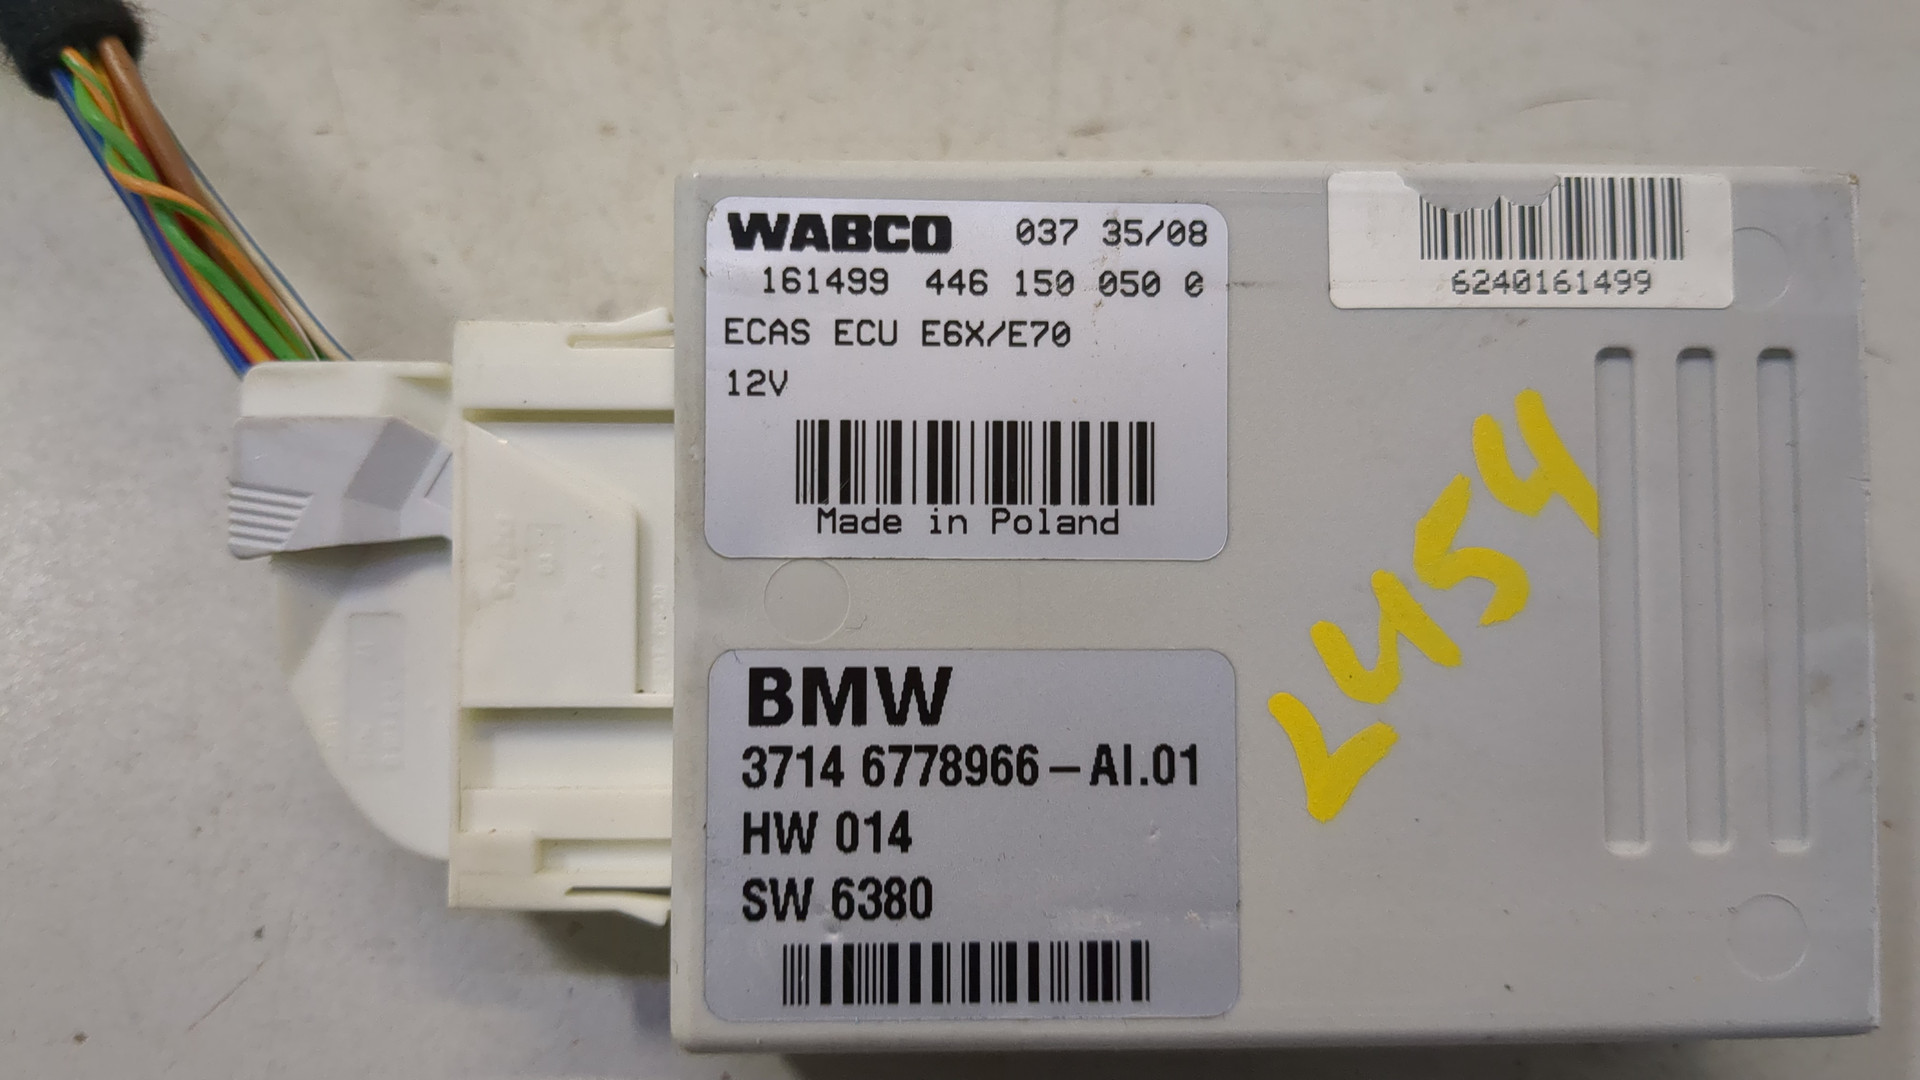 WABCO 037 35/08
161499 446 150 050 0
ECAS ECU E6X/E70
12V
Made in Poland
6240161499
L454
BMW
3714 6778966–AI.01
HW 014
SW 6380